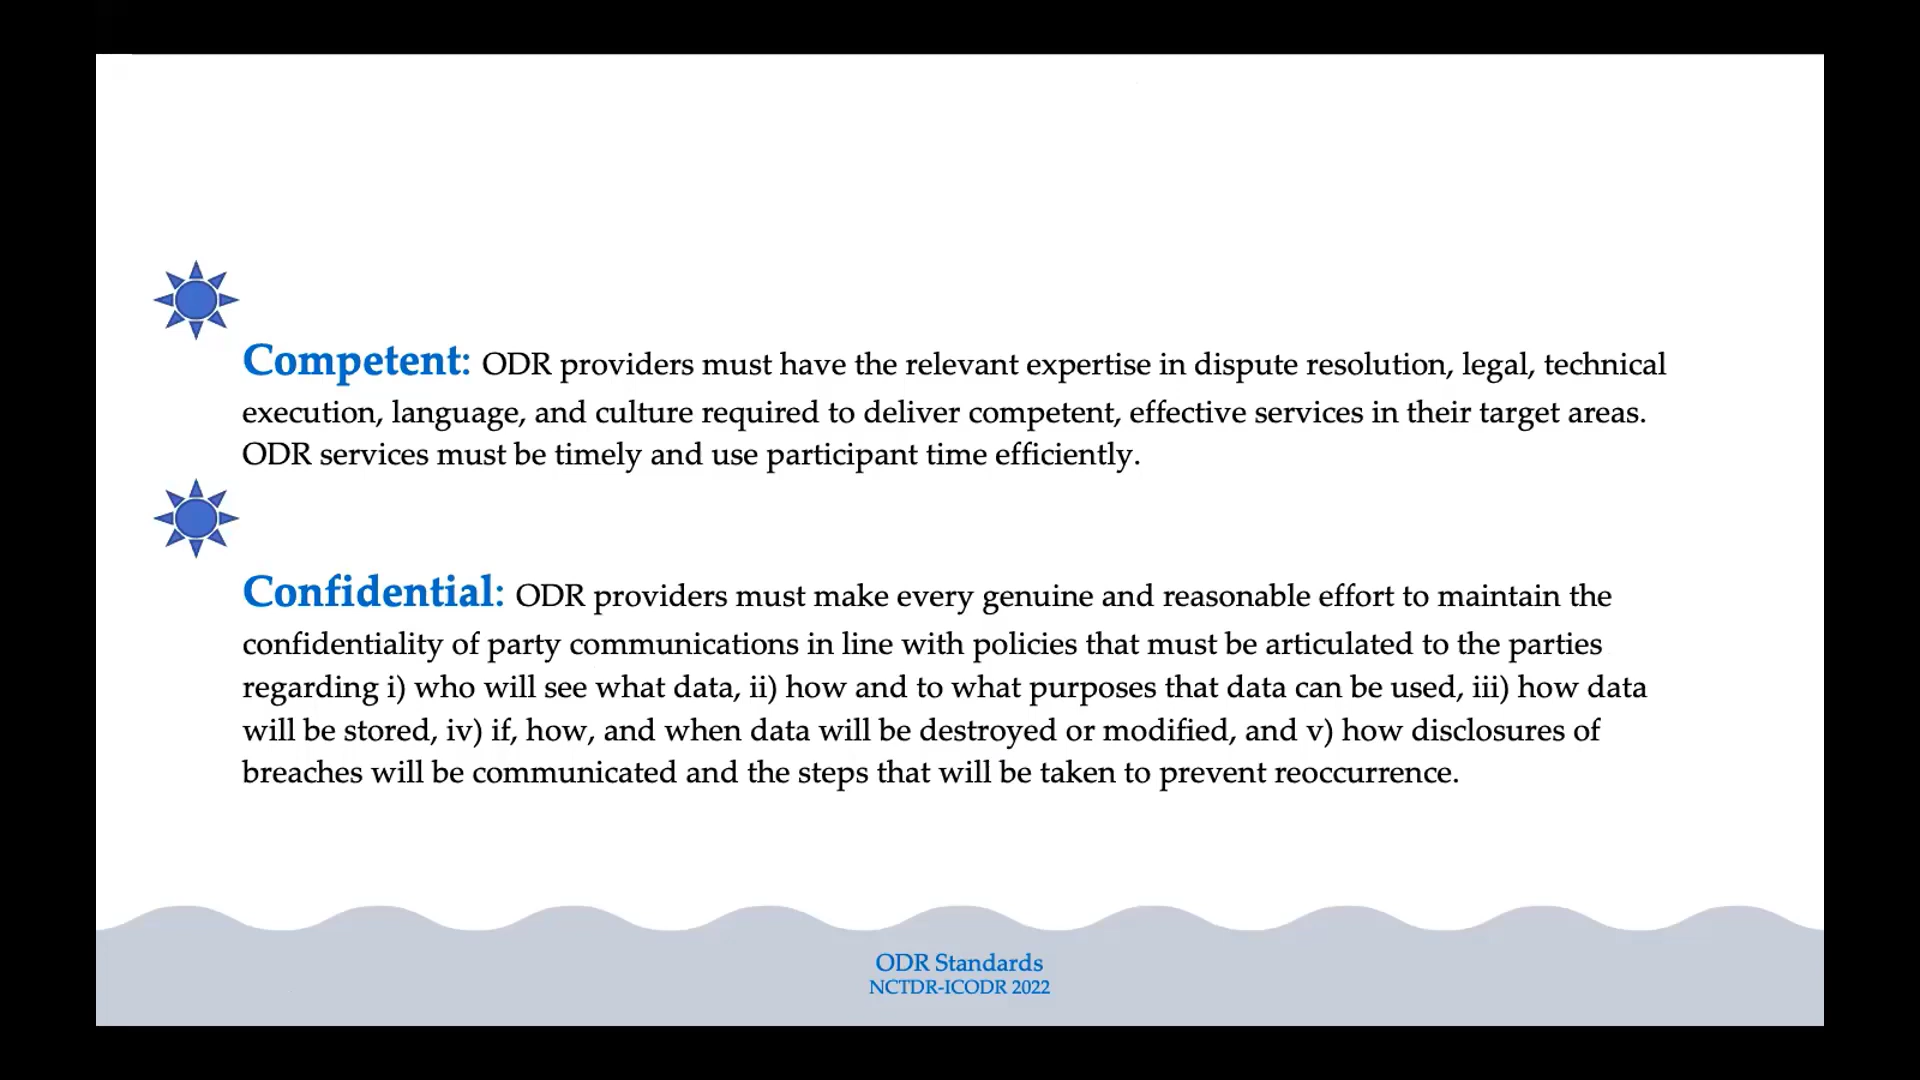 Competent: ODR providers must have the relevant expertise in dispute resolution, legal, technical
execution, language, and culture required to deliver competent, effective services in their target areas.
ODR services must be timely and use participant time efficiently.
Confidential: ODR providers must make every genuine and reasonable effort to maintain the
confidentiality of party communications in line with policies that must be articulated to the parties
regarding i) who will see what data, ii) how and to what purposes that data can be used, iii) how data
will be stored, iv) if, how, and when data will be destroyed or modified, and v) how disclosures of
breaches will be communicated and the steps that will be taken to prevent reoccurrence.
ODR Standards
NCTDR-ICODR 2022